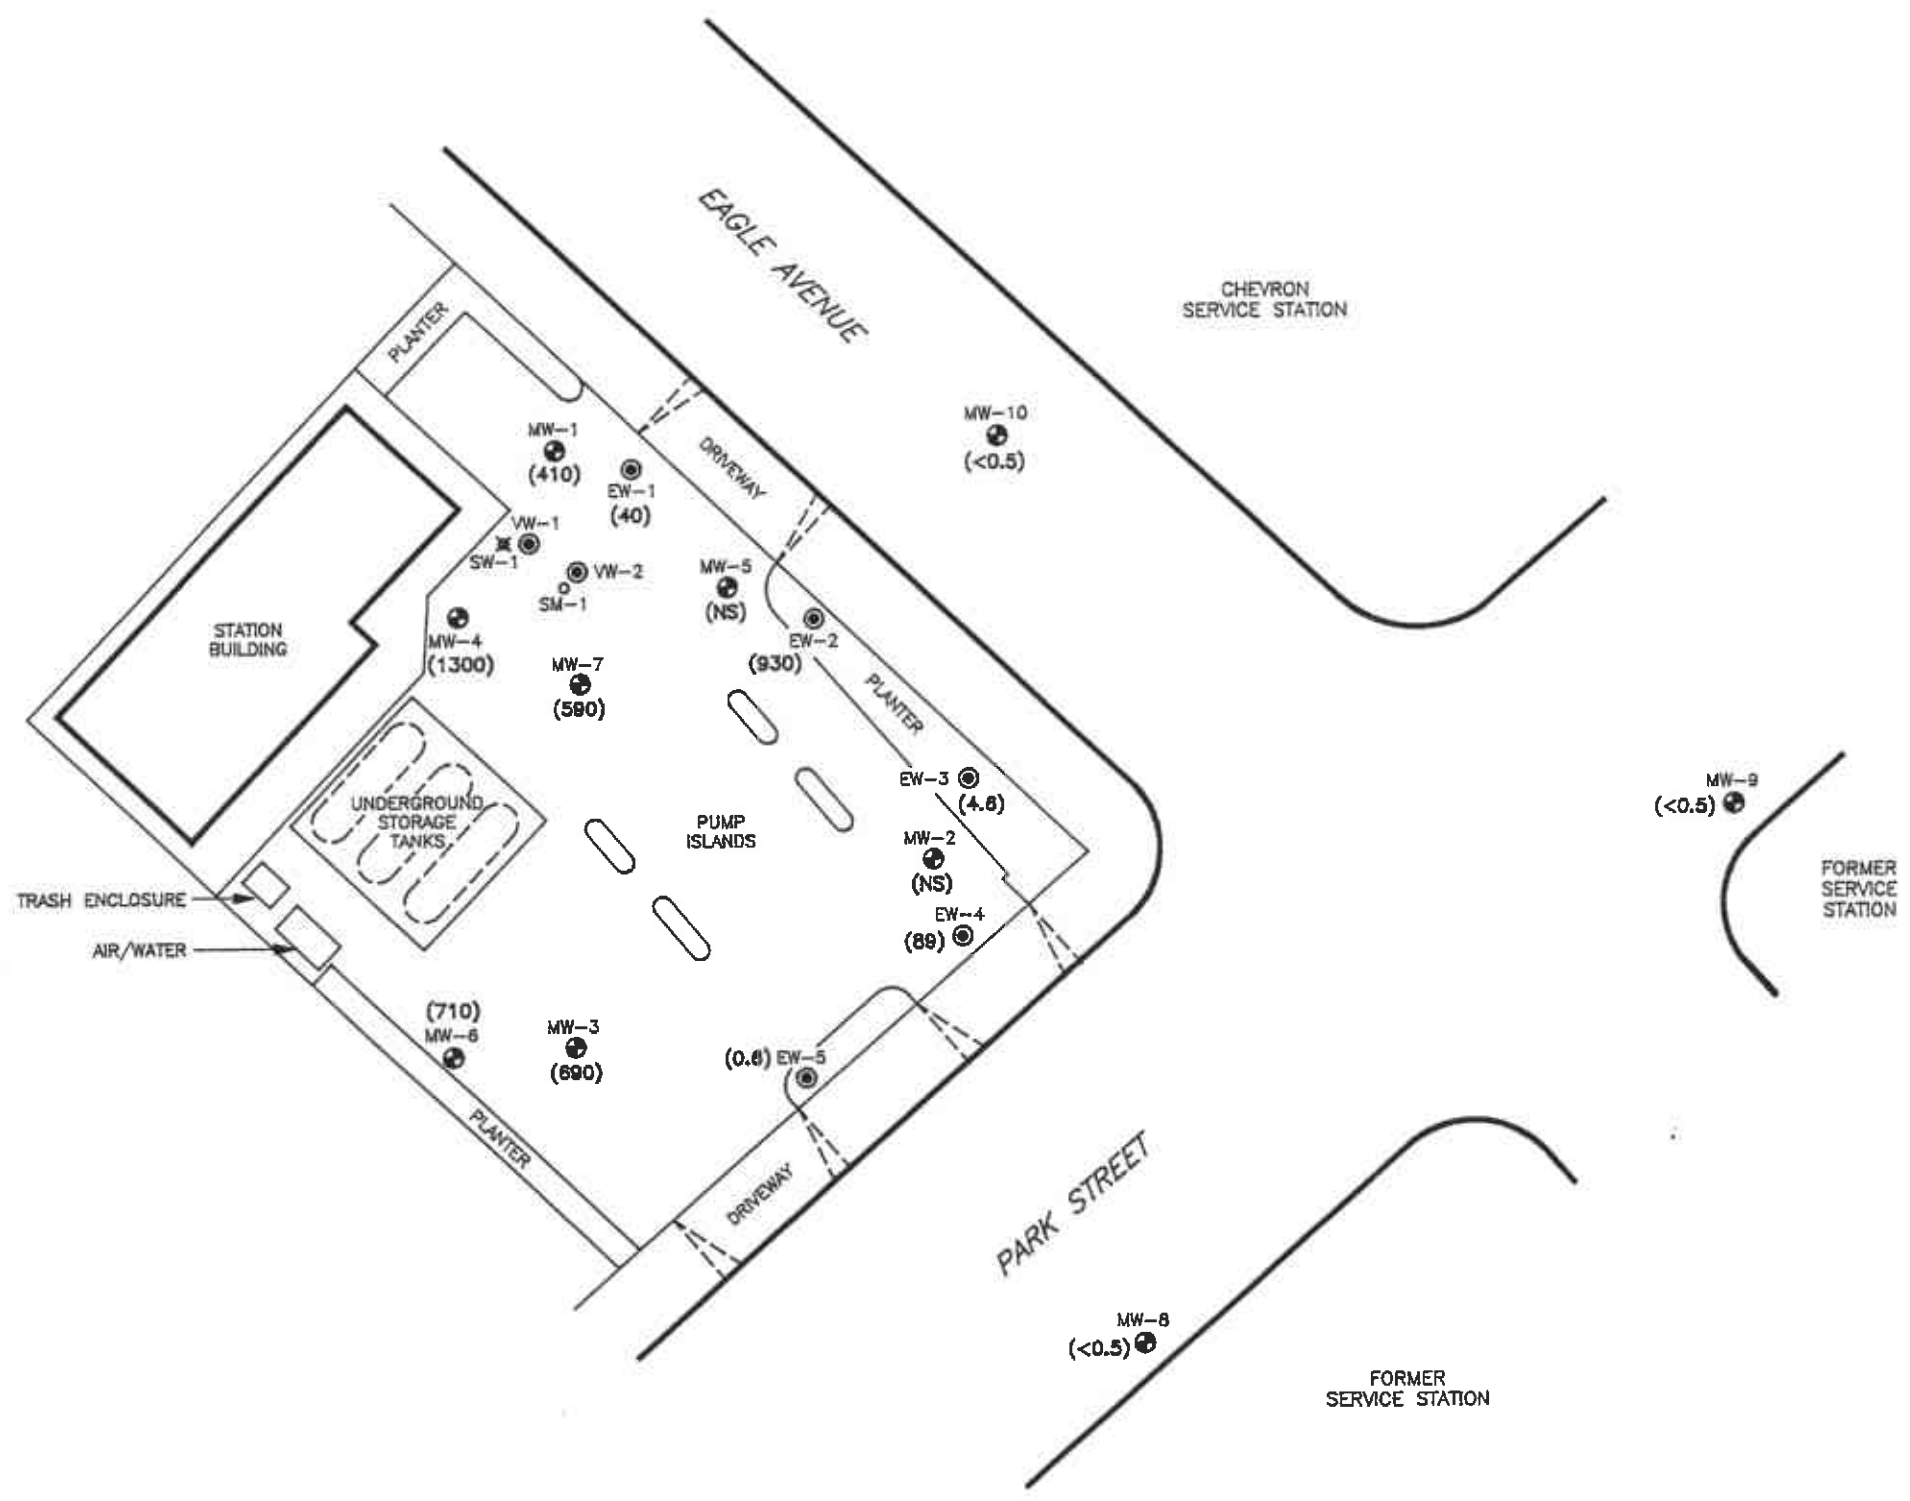 EAGLE AVENUE
CHEVRON
SERVICE STATION
PLANTER
MW-10
(<0.5)
MW-1
(410)
DRIVEWAY
EW-1
(40)
VW-1
SW-1
VW-2
SM-1
MW-5
(NS)
STATION
BUILDING
MW-4
(1300)
EW-2
(930)
MW-7
(590)
PLANTER
EW-3
(4.6)
MW-9
(<0.5)
UNDERGROUND
STORAGE
TANKS
PUMP
ISLANDS
MW-2
(NS)
TRASH ENCLOSURE
EW-4
(89)
FORMER
SERVICE
STATION
AIR/WATER
(710)
MW-6
MW-3
(690)
(0.6) EW-5
PLANTER
DRIVEWAY
PARK STREET
MW-8
(<0.5)
FORMER
SERVICE STATION